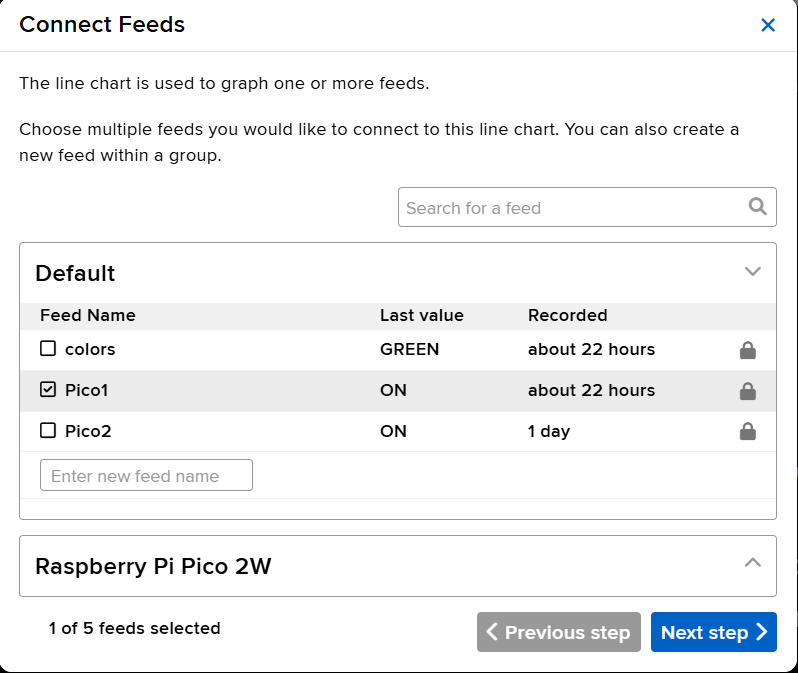 Connect Feeds
The line chart is used to graph one or more feeds.
Choose multiple feeds you would like to connect to this line chart. You can also create a
new feed within a group.
Search for a feed
Default
Feed Name Last value Recorded
colors GREEN about 22 hours
Pico1 ON about 22 hours
Pico2 ON 1 day
Enter new feed name
Raspberry Pi Pico 2W
1 of 5 feeds selected Previous step Next step